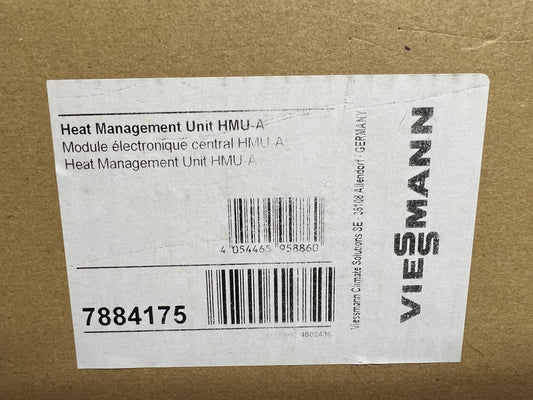 Heat Management Unit HMU-A
Module électronique central HMU-A
Heat Management Unit HMU-A
4 054465 958860
7884175
4802436
Viessmann Climate Solutions SE · 35108 Allendorf · GERMANY
VIESSMANN